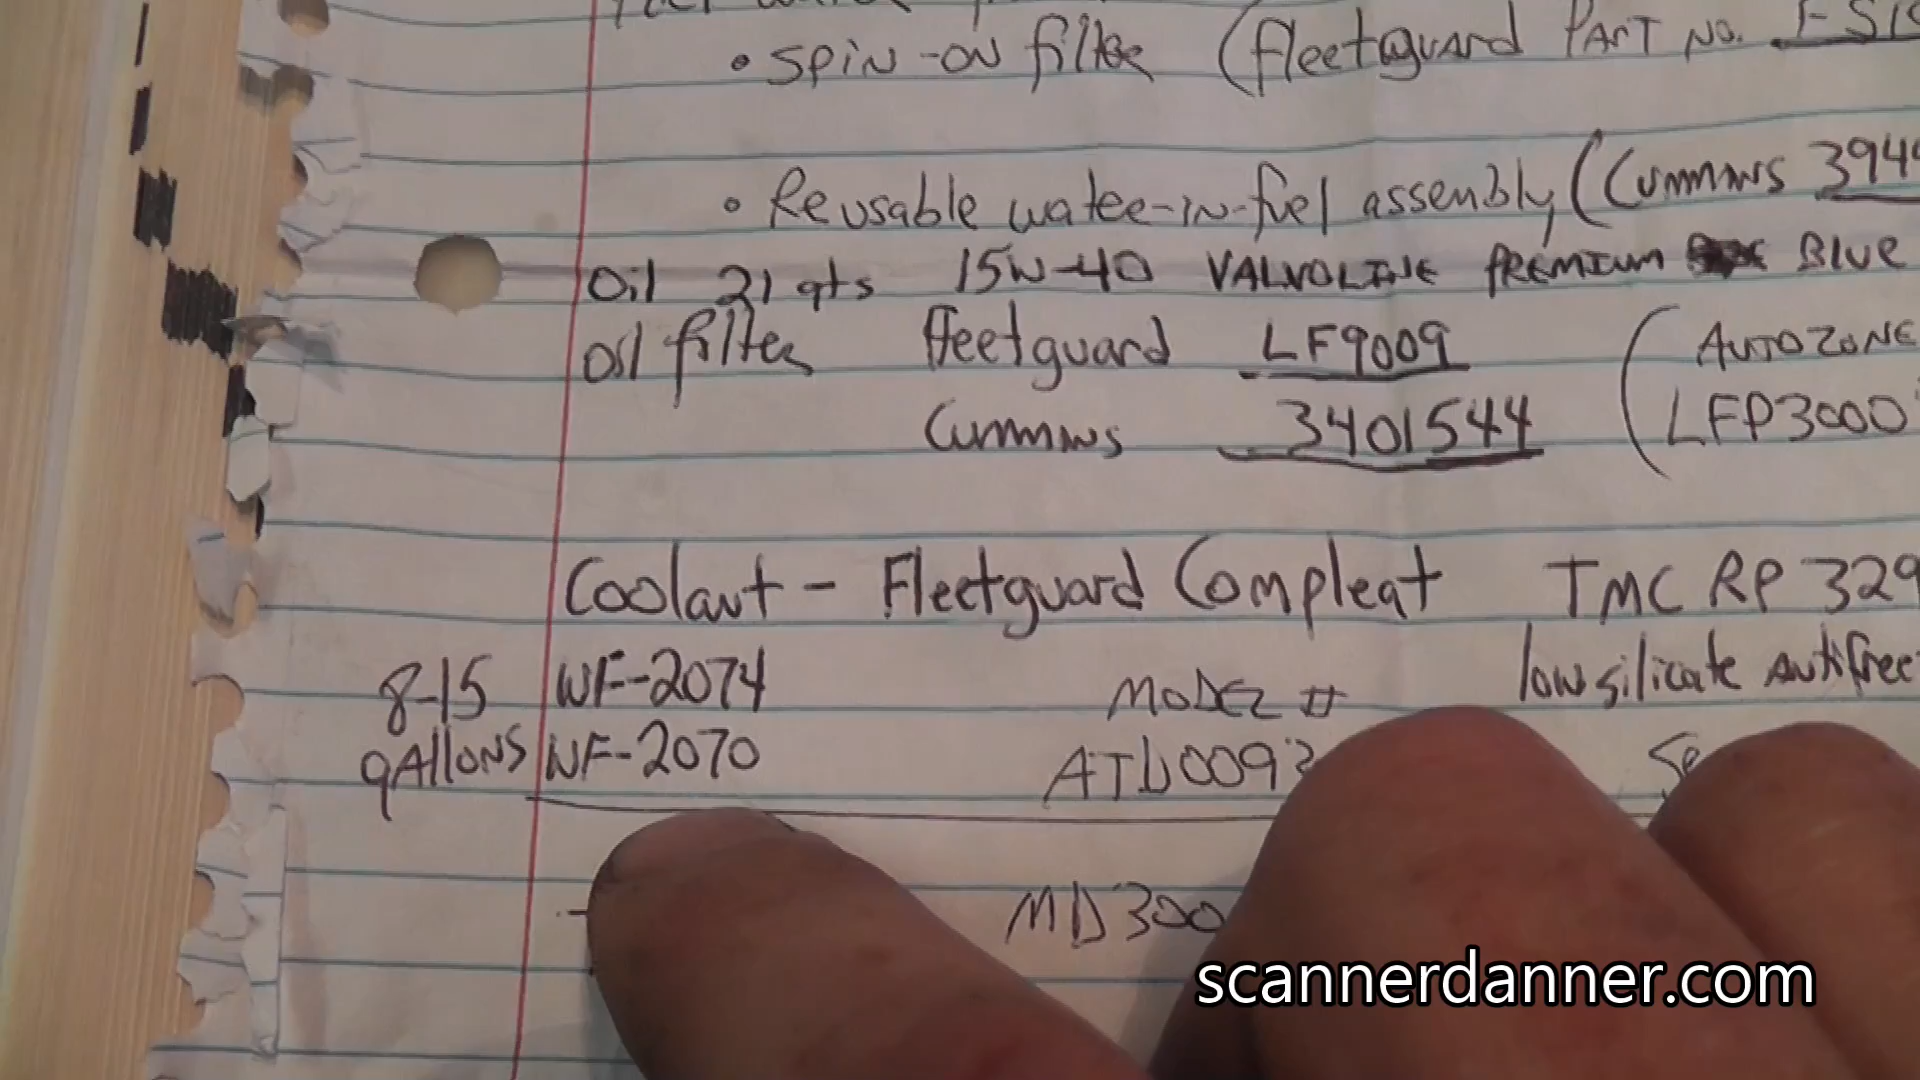 • Spin-on filter (fleetguard PART NO.
• Reusable water-in-fuel assembly (Cummins
Oil 21 qts 15W-40 VALVOLINE PREMIUM BLUE
Oil filter fleetguard LF9009 (AUTOZONE
Cummins 3401544 LFP3000
Coolant - Fleetguard Compleat TMC RP 329
8-15 WF-2074 MODEL # low silicate
gallons WF-2070
MD300
scannerdanner.com